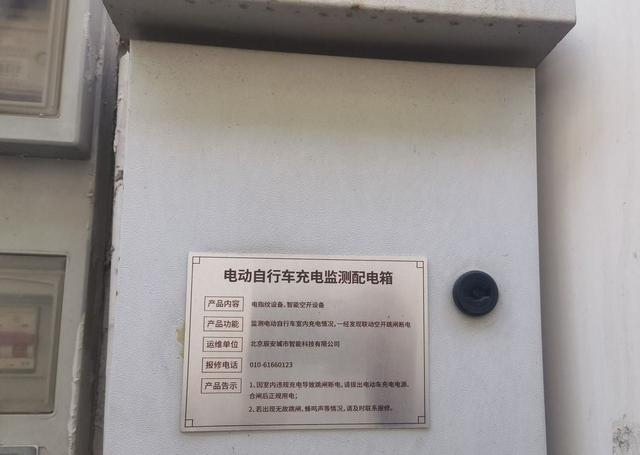 电动自行车充电监测配电箱
产品内容 电指纹设备、智能空开设备
产品功能 监测电动自行车室内充电情况，一经发现联动空开跳闸断电
运维单位 北京辰安城市智能科技有限公司
报修电话 010-61660123
产品告示 1、因室内违规充电导致跳闸断电，请拔出电动车充电电源，
合闸后正规用电；
2、若出现无故跳闸、蜂鸣声等情况，请及时联系报修。